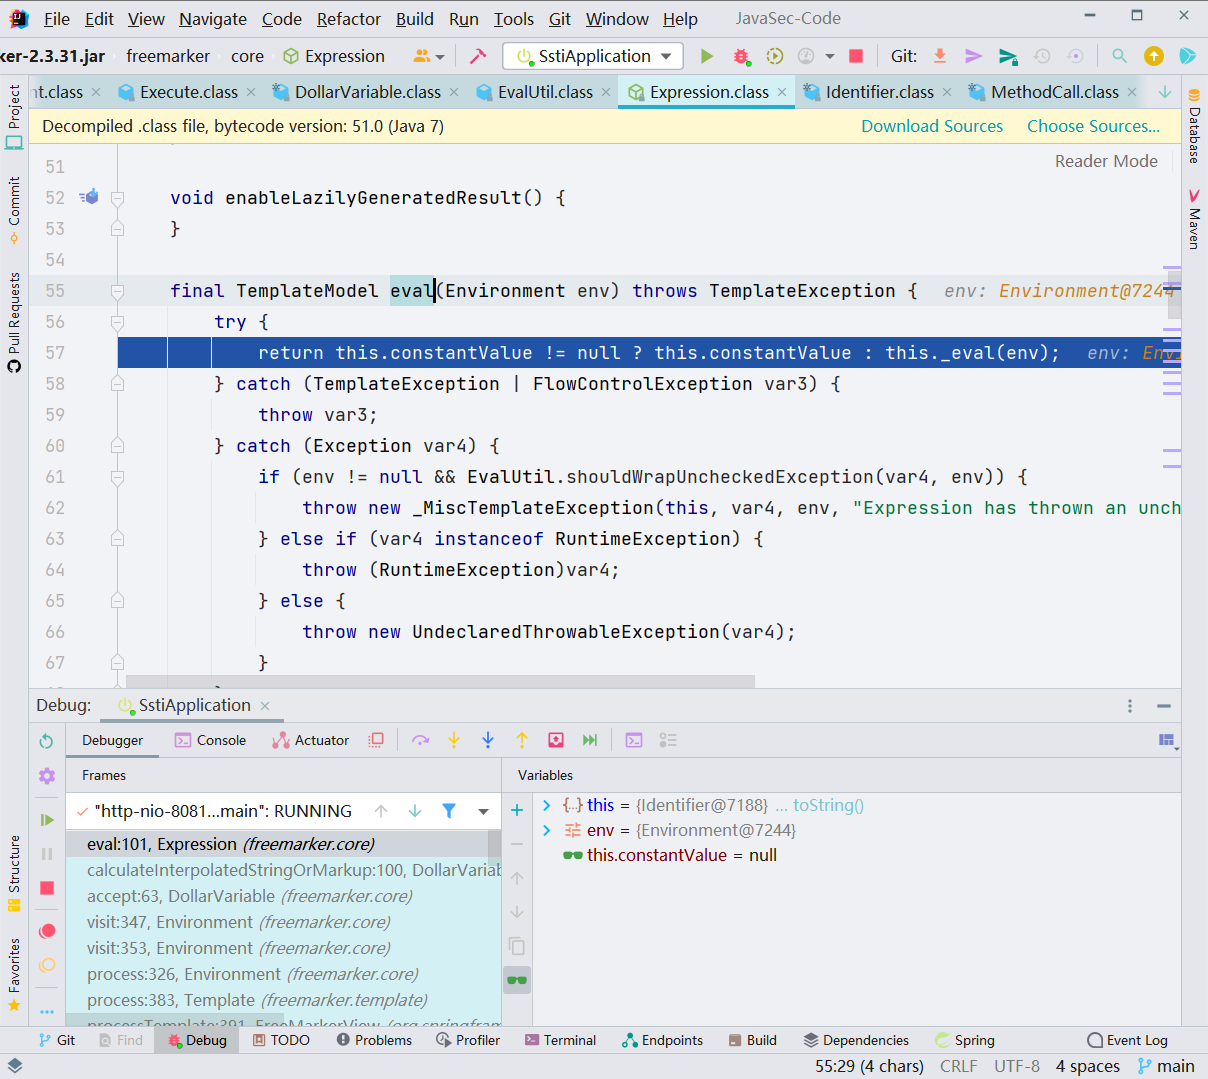 File Edit View Navigate Code Refactor Build Run Tools Git Window Help JavaSec-Code
ker-2.3.31.jar freemarker core Expression SstiApplication Git:
nt.class Execute.class DollarVariable.class EvalUtil.class Expression.class Identifier.class MethodCall.class
Decompiled .class file, bytecode version: 51.0 (Java 7) Download Sources Choose Sources...
Reader Mode
51
52 void enableLazilyGeneratedResult() {
53 }
54
55 final TemplateModel eval(Environment env) throws TemplateException { env: Environment@7244
56 try {
57 return this.constantValue != null ? this.constantValue : this._eval(env); env: Envi
58 } catch (TemplateException | FlowControlException var3) {
59 throw var3;
60 } catch (Exception var4) {
61 if (env != null && EvalUtil.shouldWrapUncheckedException(var4, env)) {
62 throw new _MiscTemplateException(this, var4, env, "Expression has thrown an unch
63 } else if (var4 instanceof RuntimeException) {
64 throw (RuntimeException)var4;
65 } else {
66 throw new UndeclaredThrowableException(var4);
67 }
Project
Commit
Pull Requests
Structure
Favorites
Database
Maven
Debug: SstiApplication
Debugger Console Actuator
Frames Variables
"http-nio-8081...main": RUNNING
eval:101, Expression (freemarker.core)
calculateInterpolatedStringOrMarkup:100, DollarVariab
accept:63, DollarVariable (freemarker.core)
visit:347, Environment (freemarker.core)
visit:353, Environment (freemarker.core)
process:326, Environment (freemarker.core)
process:383, Template (freemarker.template)
processTemplate:391, FreeMarkerView (org.springfram
this = {Identifier@7188} ... toString()
env = {Environment@7244}
this.constantValue = null
Git Find Debug TODO Problems Profiler Terminal Endpoints Build Dependencies Spring Event Log
55:29 (4 chars) CRLF UTF-8 4 spaces main